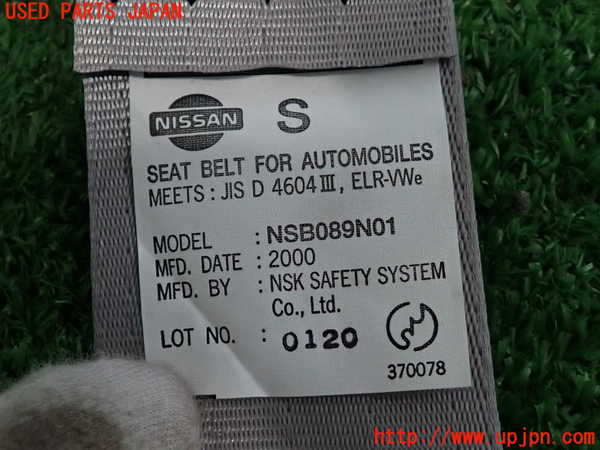 USED PARTS JAPAN
NISSAN S
SEAT BELT FOR AUTOMOBILES
MEETS : JIS D 4604 III, ELR-VWe
MODEL : NSB089N01
MFD. DATE : 2000
MFD. BY : NSK SAFETY SYSTEM
Co., Ltd.
LOT NO. : 0120
370078
http://www.upjpn.com/